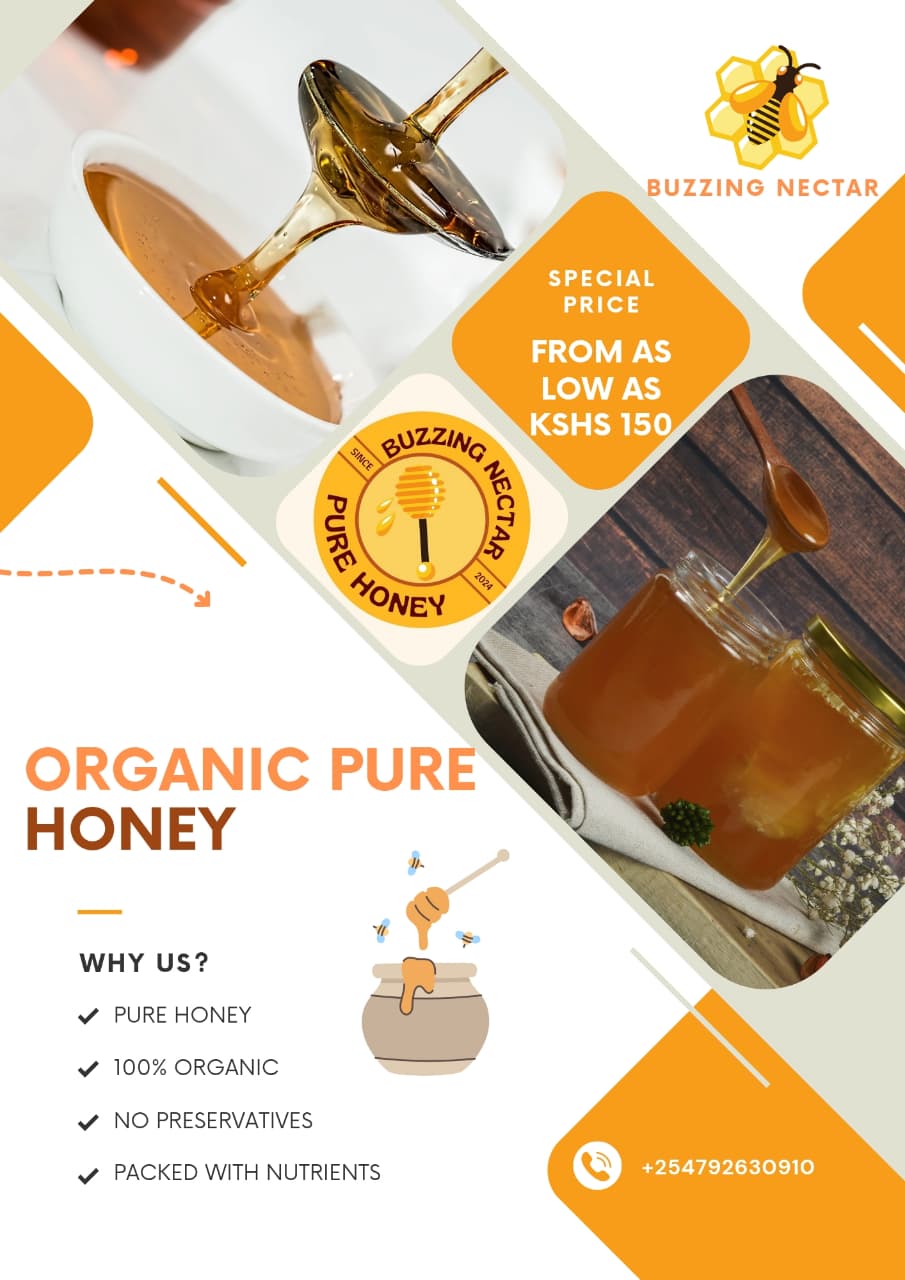 BUZZING NECTAR
SPECIAL
PRICE
FROM AS
LOW AS
KSHS 150
BUZZING NECTAR
SINCE
2024
PURE HONEY
ORGANIC PURE
HONEY
WHY US?
PURE HONEY
100% ORGANIC
NO PRESERVATIVES
PACKED WITH NUTRIENTS
+254792630910